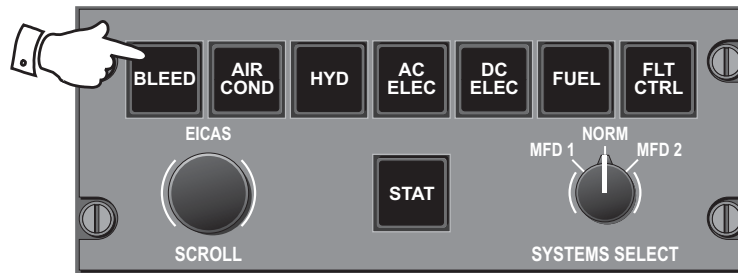 BLEED
AIR
COND
HYD
AC
ELEC
DC
ELEC
FUEL
FLT
CTRL
EICAS
SCROLL
STAT
NORM
MFD 1
MFD 2
SYSTEMS SELECT